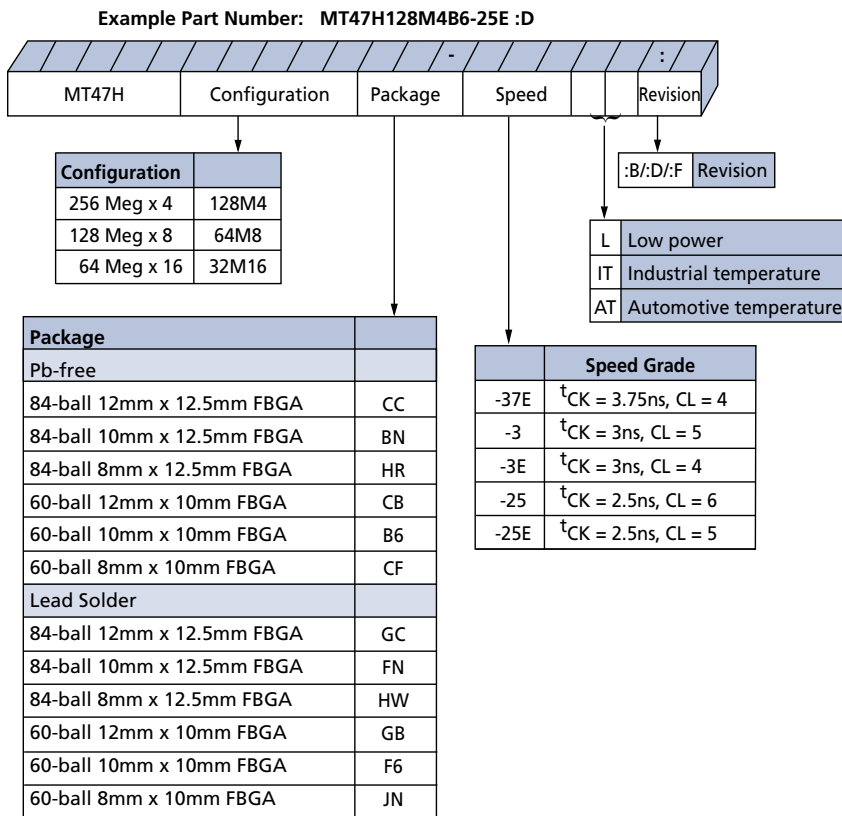 Example Part Number: MT47H128M4B6-25E :D
- :
MT47H Configuration Package Speed Revision
Configuration
256 Meg x 4 128M4
128 Meg x 8 64M8
64 Meg x 16 32M16
:B/:D/:F Revision
L Low power
IT Industrial temperature
AT Automotive temperature
Package
Pb-free
84-ball 12mm x 12.5mm FBGA CC
84-ball 10mm x 12.5mm FBGA BN
84-ball 8mm x 12.5mm FBGA HR
60-ball 12mm x 10mm FBGA CB
60-ball 10mm x 10mm FBGA B6
60-ball 8mm x 10mm FBGA CF
Lead Solder
84-ball 12mm x 12.5mm FBGA GC
84-ball 10mm x 12.5mm FBGA FN
84-ball 8mm x 12.5mm FBGA HW
60-ball 12mm x 10mm FBGA GB
60-ball 10mm x 10mm FBGA F6
60-ball 8mm x 10mm FBGA JN
Speed Grade
-37E tCK = 3.75ns, CL = 4
-3 tCK = 3ns, CL = 5
-3E tCK = 3ns, CL = 4
-25 tCK = 2.5ns, CL = 6
-25E tCK = 2.5ns, CL = 5